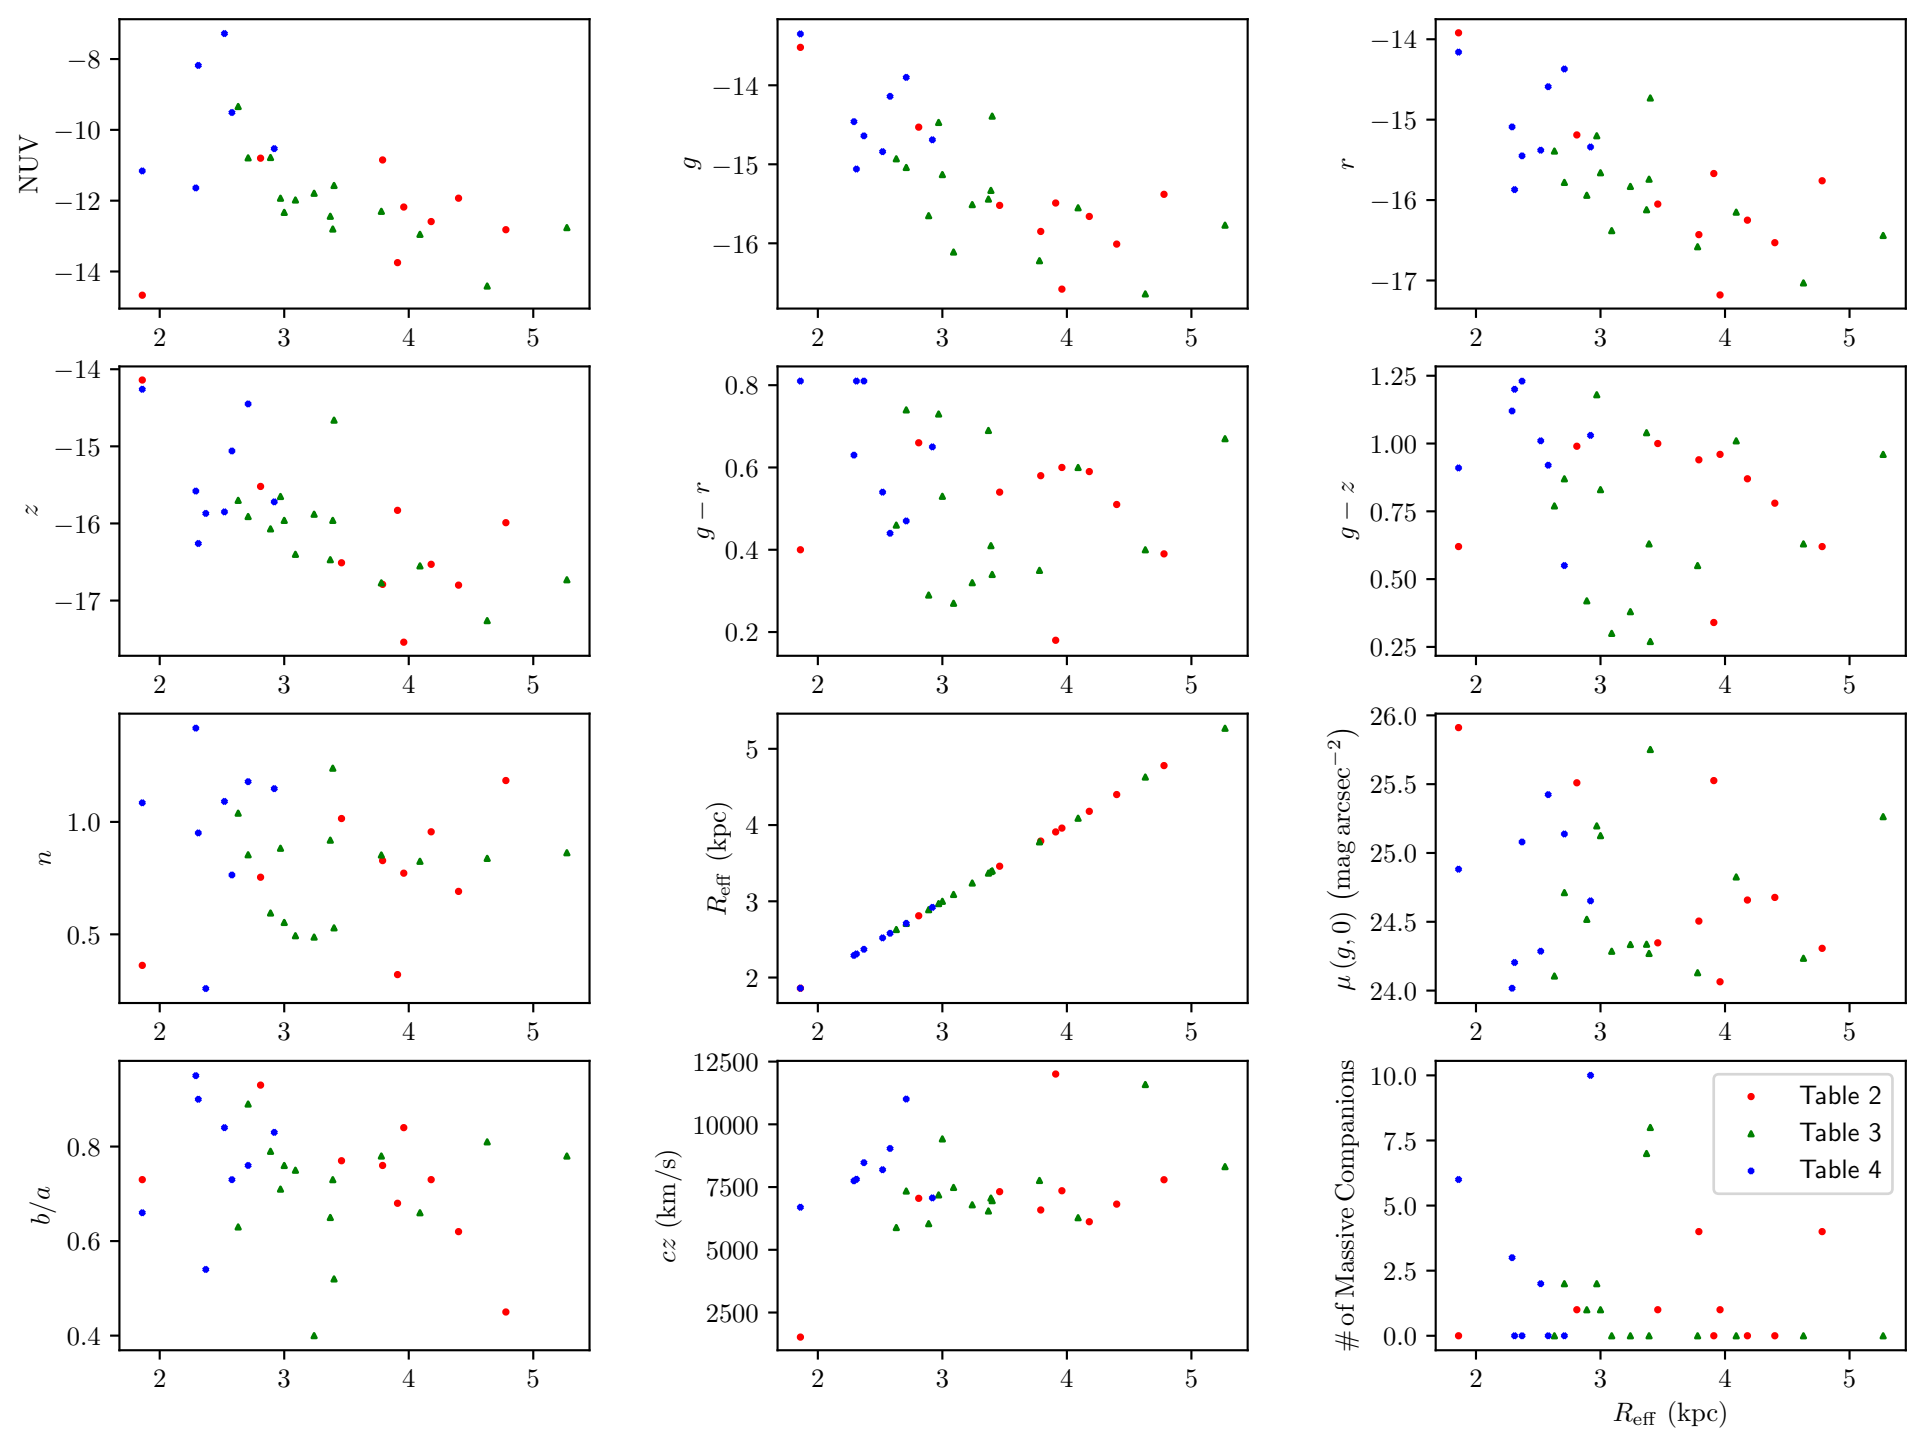 NUV
−8
−10
−12
−14
2 3 4 5
g
−14
−15
−16
2 3 4 5
r
−14
−15
−16
−17
2 3 4 5
z
−14
−15
−16
−17
2 3 4 5
g − r
0.8
0.6
0.4
0.2
2 3 4 5
g − z
1.25
1.00
0.75
0.50
0.25
2 3 4 5
n
1.0
0.5
2 3 4 5
R_eff (kpc)
5
4
3
2
2 3 4 5
μ (g, 0) (mag arcsec⁻²)
26.0
25.5
25.0
24.5
24.0
2 3 4 5
b/a
0.8
0.6
0.4
2 3 4 5
cz (km/s)
12500
10000
7500
5000
2500
2 3 4 5
# of Massive Companions
10.0
7.5
5.0
2.5
0.0
Table 2
Table 3
Table 4
2 3 4 5
R_eff (kpc)